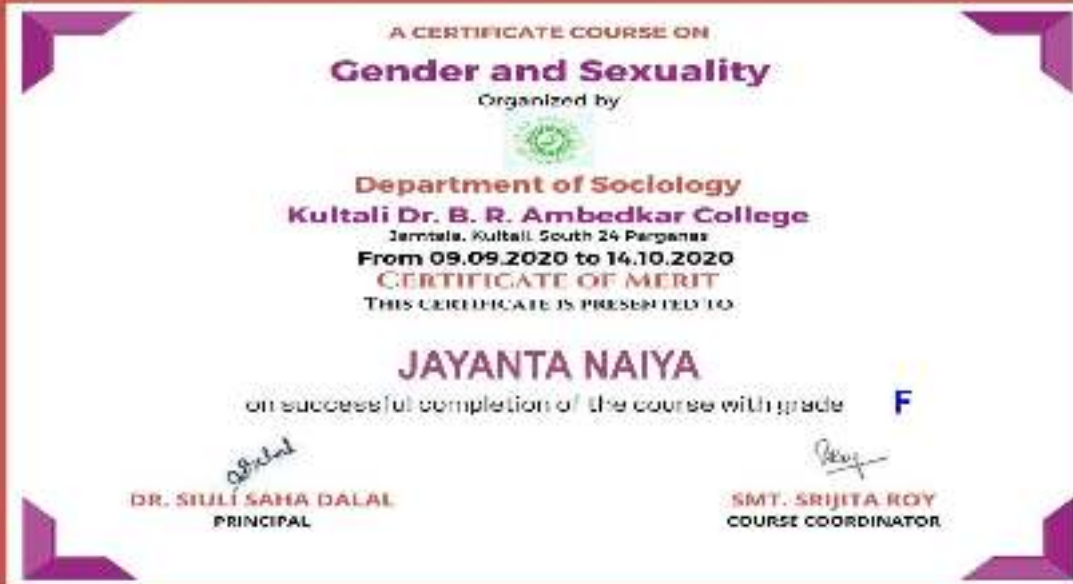 A CERTIFICATE COURSE ON
Gender and Sexuality
Organized by
Department of Sociology
Kultali Dr. B. R. Ambedkar College
Jamtala, Kultali, South 24 Parganas
From 09.09.2020 to 14.10.2020
CERTIFICATE OF MERIT
THIS CERTIFICATE IS PRESENTED TO
JAYANTA NAIYA
on successful completion of the course with grade F
DR. SIULI SAHA DALAL
PRINCIPAL
SMT. SRIJITA ROY
COURSE COORDINATOR